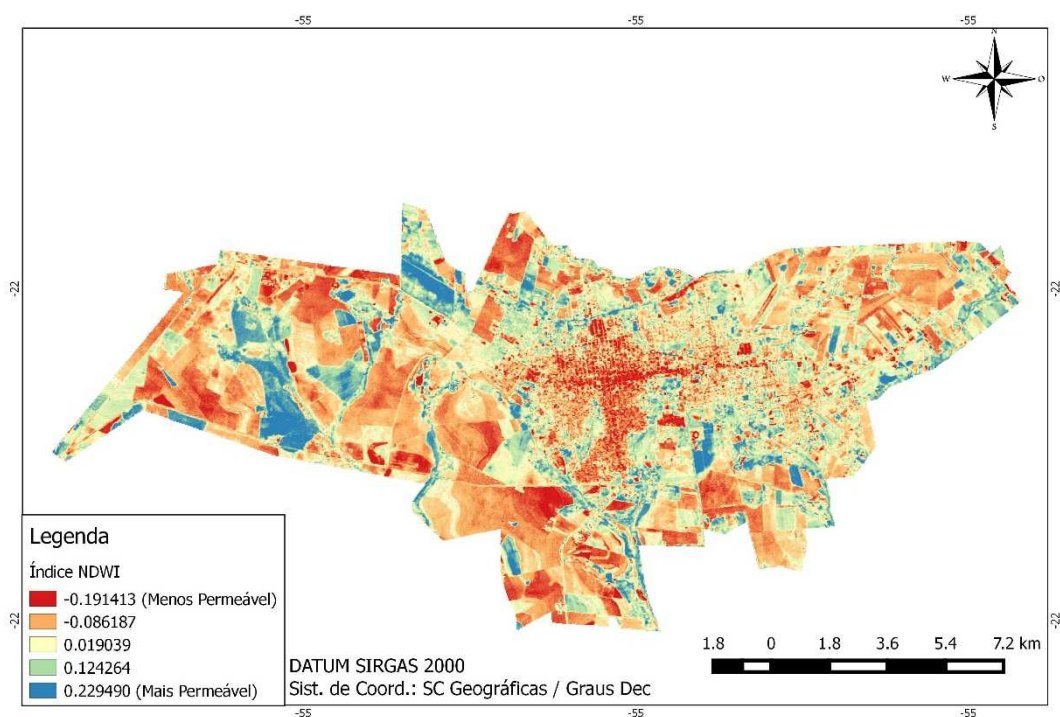 -55 -55 -55
N
W O
S
-22 -22
Legenda
Índice NDWI
-0.191413 (Menos Permeável)
-0.086187
0.019039
0.124264
0.229490 (Mais Permeável)
DATUM SIRGAS 2000
Sist. de Coord.: SC Geográficas / Graus Dec
1.8 0 1.8 3.6 5.4 7.2 km
-22 -22
-55 -55 -55